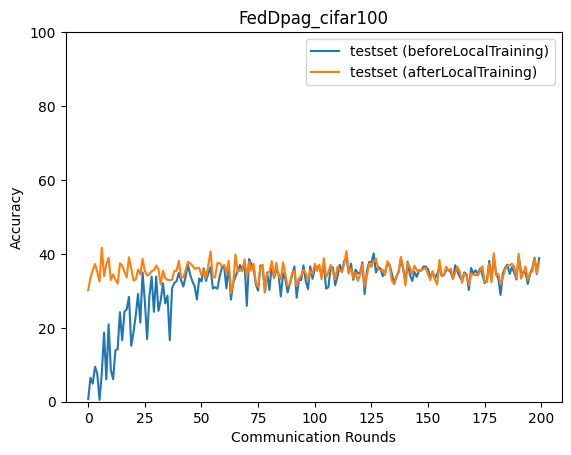 FedDpag_cifar100
testset (beforeLocalTraining)
testset (afterLocalTraining)
Accuracy
100
80
60
40
20
0
0 25 50 75 100 125 150 175 200
Communication Rounds